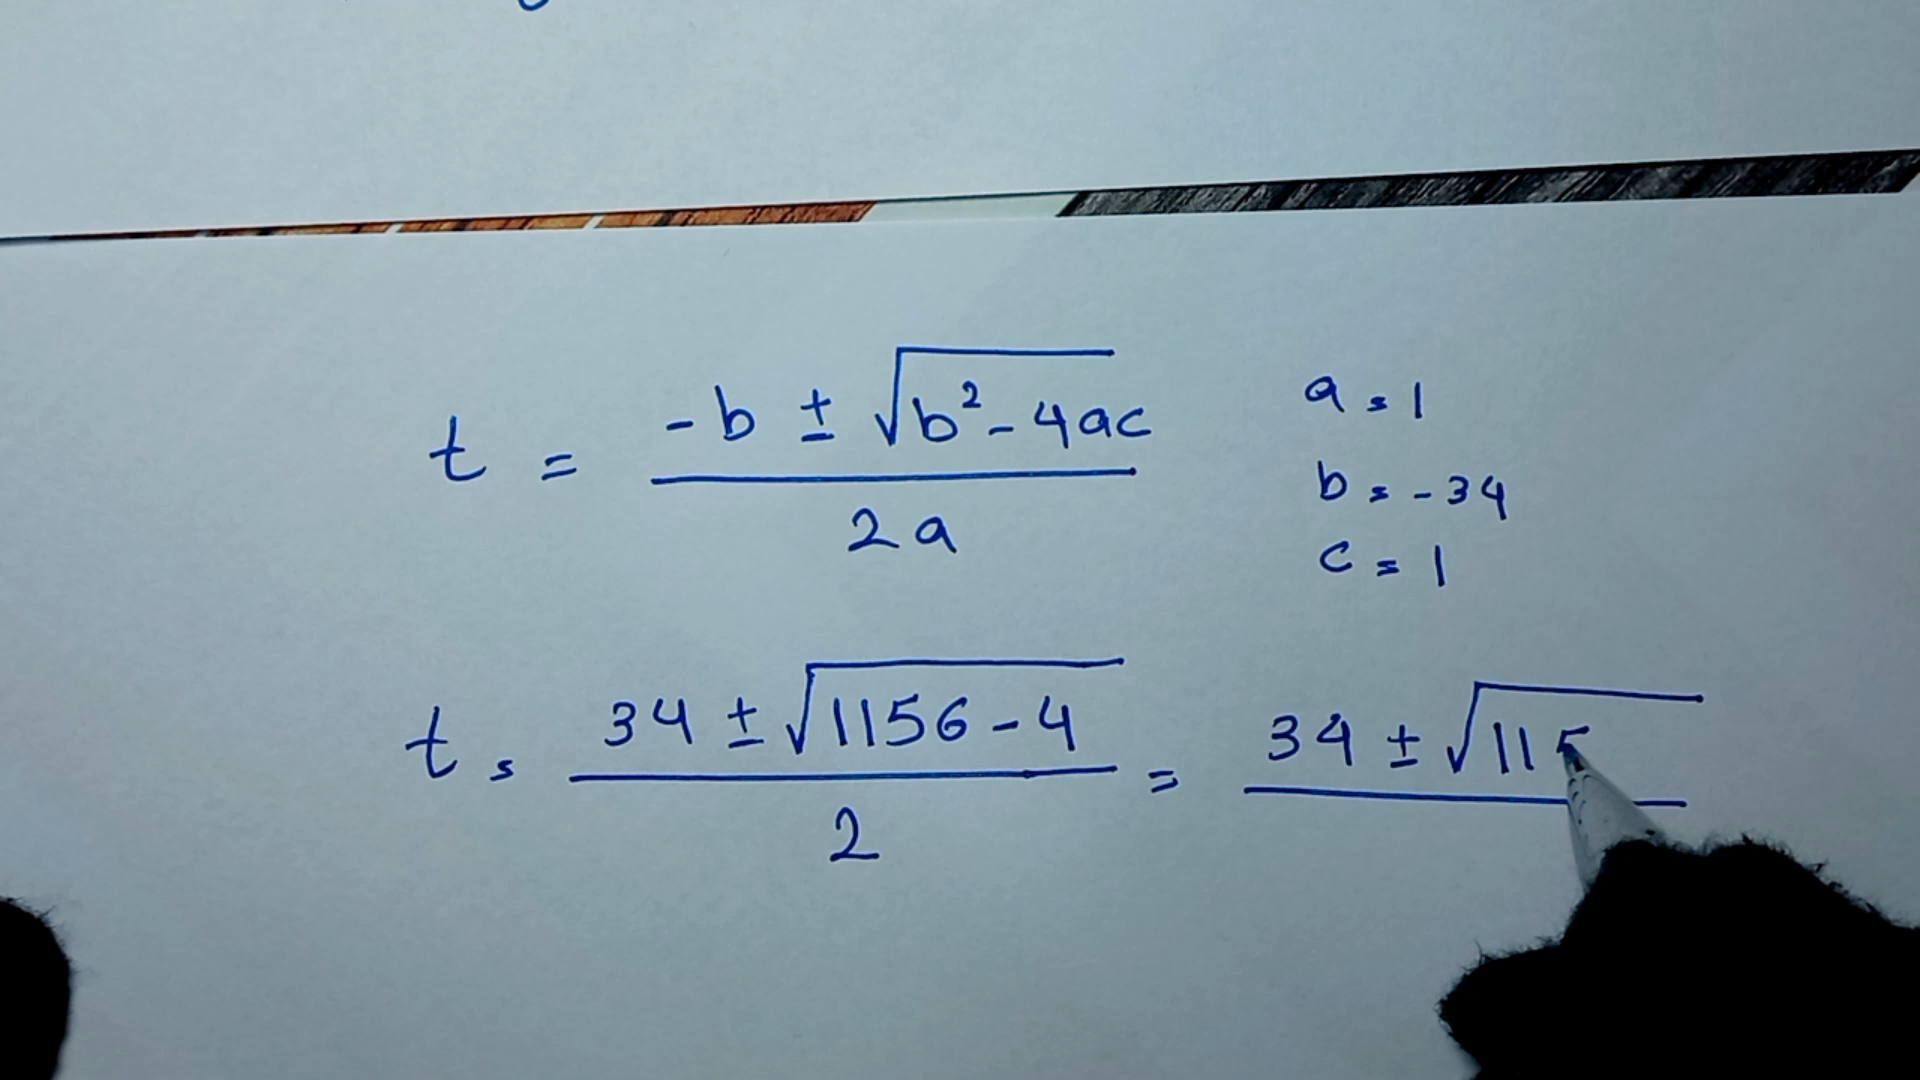 t = -b ± √b² - 4ac / 2a
a = 1
b = -34
c = 1
t = 34 ± √1156 - 4 / 2 = 34 ± √115